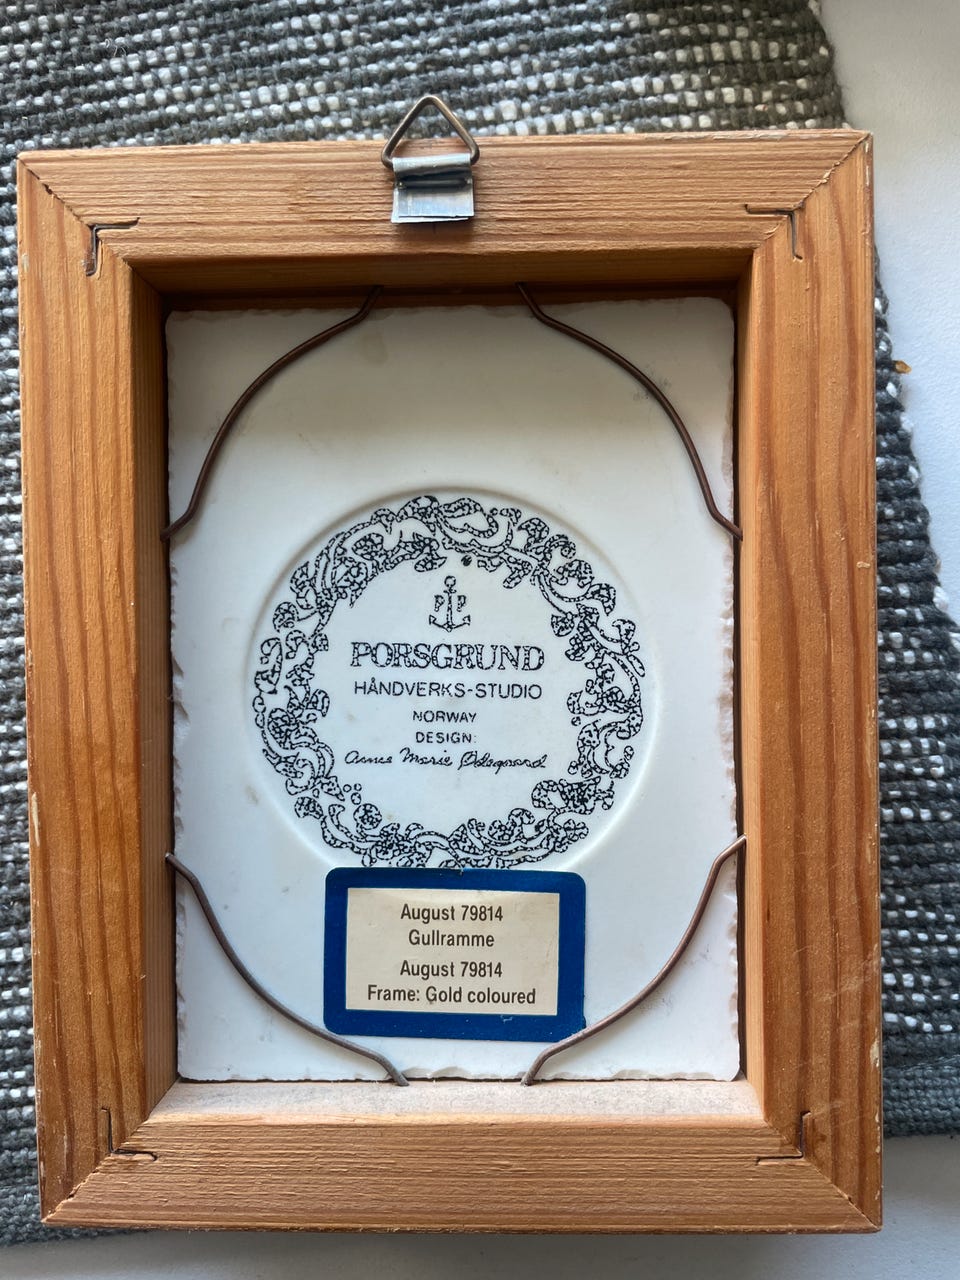 P P
PORSGRUND
HÅNDVERKS-STUDIO
NORWAY
DESIGN:
Anne Marie Ødegaard
August 79814
Gullramme
August 79814
Frame: Gold coloured